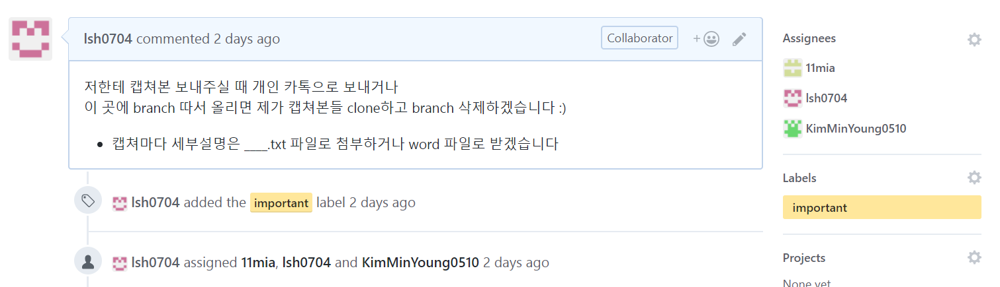 lsh0704 commented 2 days ago
Collaborator
+
저한테 캡쳐본 보내주실 때 개인 카톡으로 보내거나
이 곳에 branch 따서 올리면 제가 캡쳐본들 clone하고 branch 삭제하겠습니다 :)
캡쳐마다 세부설명은 ____.txt 파일로 첨부하거나 word 파일로 받겠습니다
lsh0704 added the important label 2 days ago
lsh0704 assigned 11mia, lsh0704 and KimMinYoung0510 2 days ago
Assignees
11mia
lsh0704
KimMinYoung0510
Labels
important
Projects
None yet